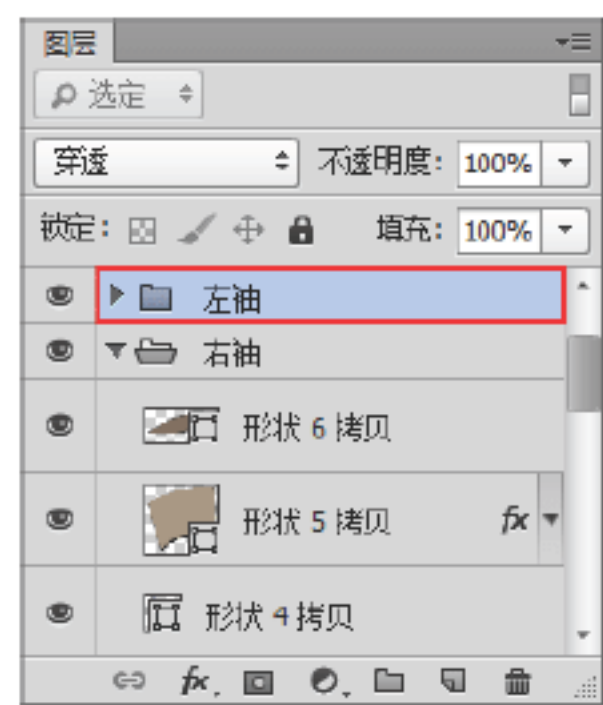 图层
选定
穿透 不透明度: 100%
锁定: 填充: 100%
左袖
右袖
形状 6 拷贝
形状 5 拷贝 fx
形状 4 拷贝
fx.